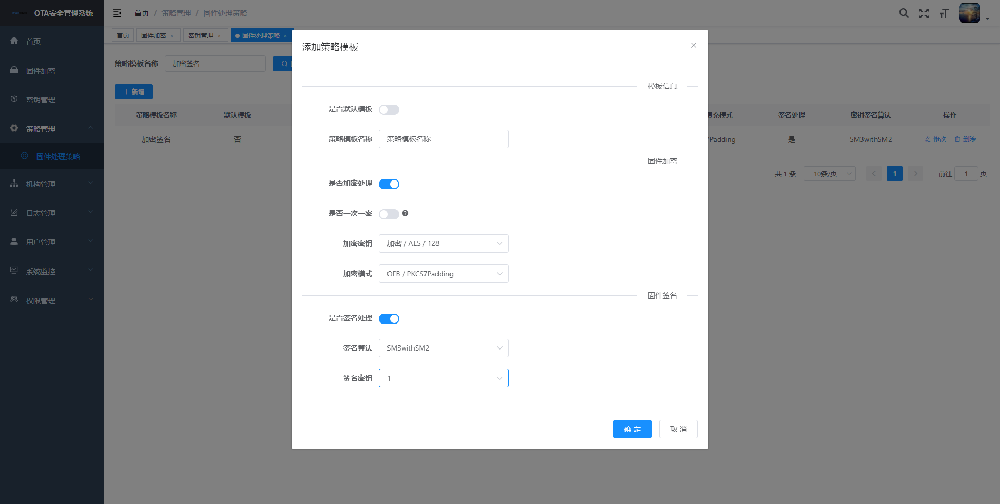 OTA安全管理系统
首页 / 策略管理 / 固件处理策略
首页
固件加密 ×
密钥管理 ×
固件处理策略 ×
首页
固件加密
密钥管理
策略管理
固件处理策略
机构管理
日志管理
用户管理
系统监控
权限管理
策略模板名称 加密签名
新增
策略模板名称 默认模板 填充模式 签名处理 密钥签名算法 操作
加密签名 否 7Padding 是 SM3withSM2 修改 删除
共 1 条 10条/页 1 前往 1 页
添加策略模板
模板信息
是否默认模板
策略模板名称 策略模板名称
固件加密
是否加密处理
是否一次一密 ?
加密密钥 加密 / AES / 128
加密模式 OFB / PKCS7Padding
固件签名
是否签名处理
签名算法 SM3withSM2
签名密钥 1
确 定 取 消